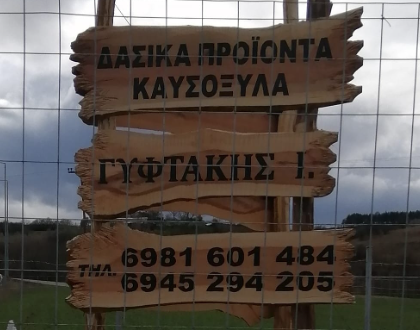 ΔΑΣΙΚΑ ΠΡΟΪΟΝΤΑ
ΚΑΥΣΟΞΥΛΑ
ΓΥΦΤΑΚΗΣ Ι.
ΤΗΛ. 6981 601 484
6945 294 205